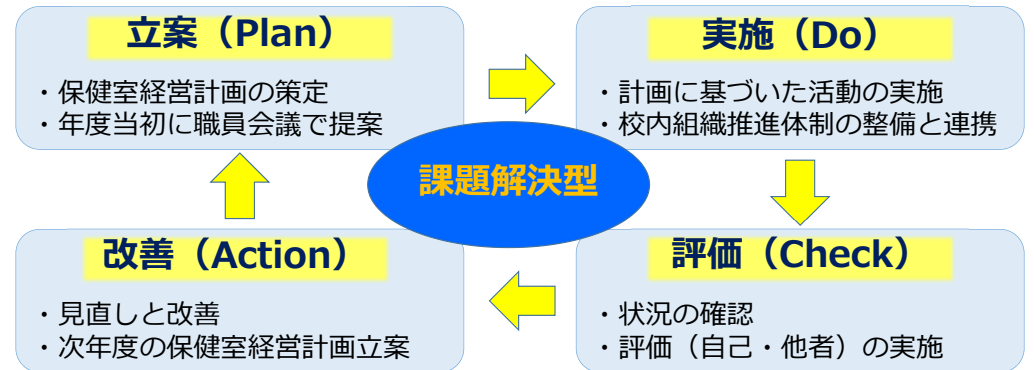 立案（Plan）
・保健室経営計画の策定
・年度当初に職員会議で提案
実施（Do）
・計画に基づいた活動の実施
・校内組織推進体制の整備と連携
課題解決型
改善（Action）
・見直しと改善
・次年度の保健室経営計画立案
評価（Check）
・状況の確認
・評価（自己・他者）の実施